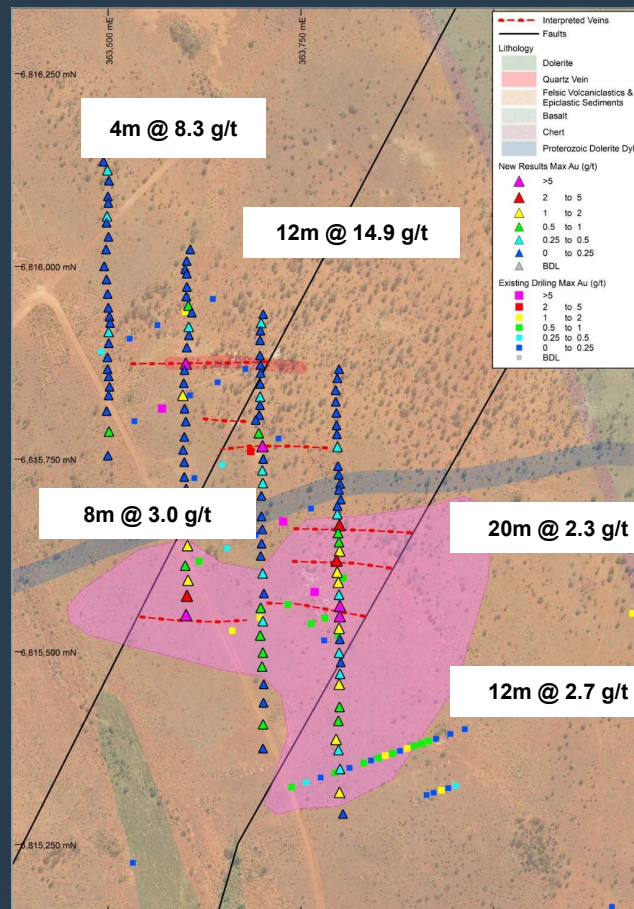 363,500 mE
363,750 mE
6,816,250 mN
6,816,000 mN
6,815,750 mN
6,815,500 mN
6,815,250 mN
4m @ 8.3 g/t
12m @ 14.9 g/t
8m @ 3.0 g/t
20m @ 2.3 g/t
12m @ 2.7 g/t
Interpreted Veins
Faults
Lithology
Dolerite
Quartz Vein
Felsic Volcaniclastics &
Epiclastic Sediments
Basalt
Chert
Proterozoic Dolerite Dyk
New Results Max Au (g/t)
>5
2 to 5
1 to 2
0.5 to 1
0.25 to 0.5
0 to 0.25
BDL
Existing Drilling Max Au (g/t)
>5
2 to 5
1 to 2
0.5 to 1
0.25 to 0.5
0 to 0.25
BDL